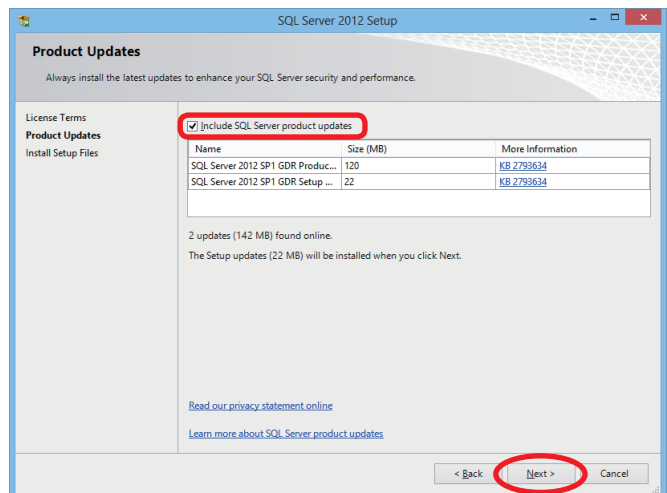 SQL Server 2012 Setup
Product Updates
Always install the latest updates to enhance your SQL Server security and performance.
License Terms
Product Updates
Install Setup Files
Include SQL Server product updates
Name Size (MB) More Information
SQL Server 2012 SP1 GDR Produc... 120 KB 2793634
SQL Server 2012 SP1 GDR Setup ... 22 KB 2793634
2 updates (142 MB) found online.
The Setup updates (22 MB) will be installed when you click Next.
Read our privacy statement online
Learn more about SQL Server product updates
< Back Next > Cancel